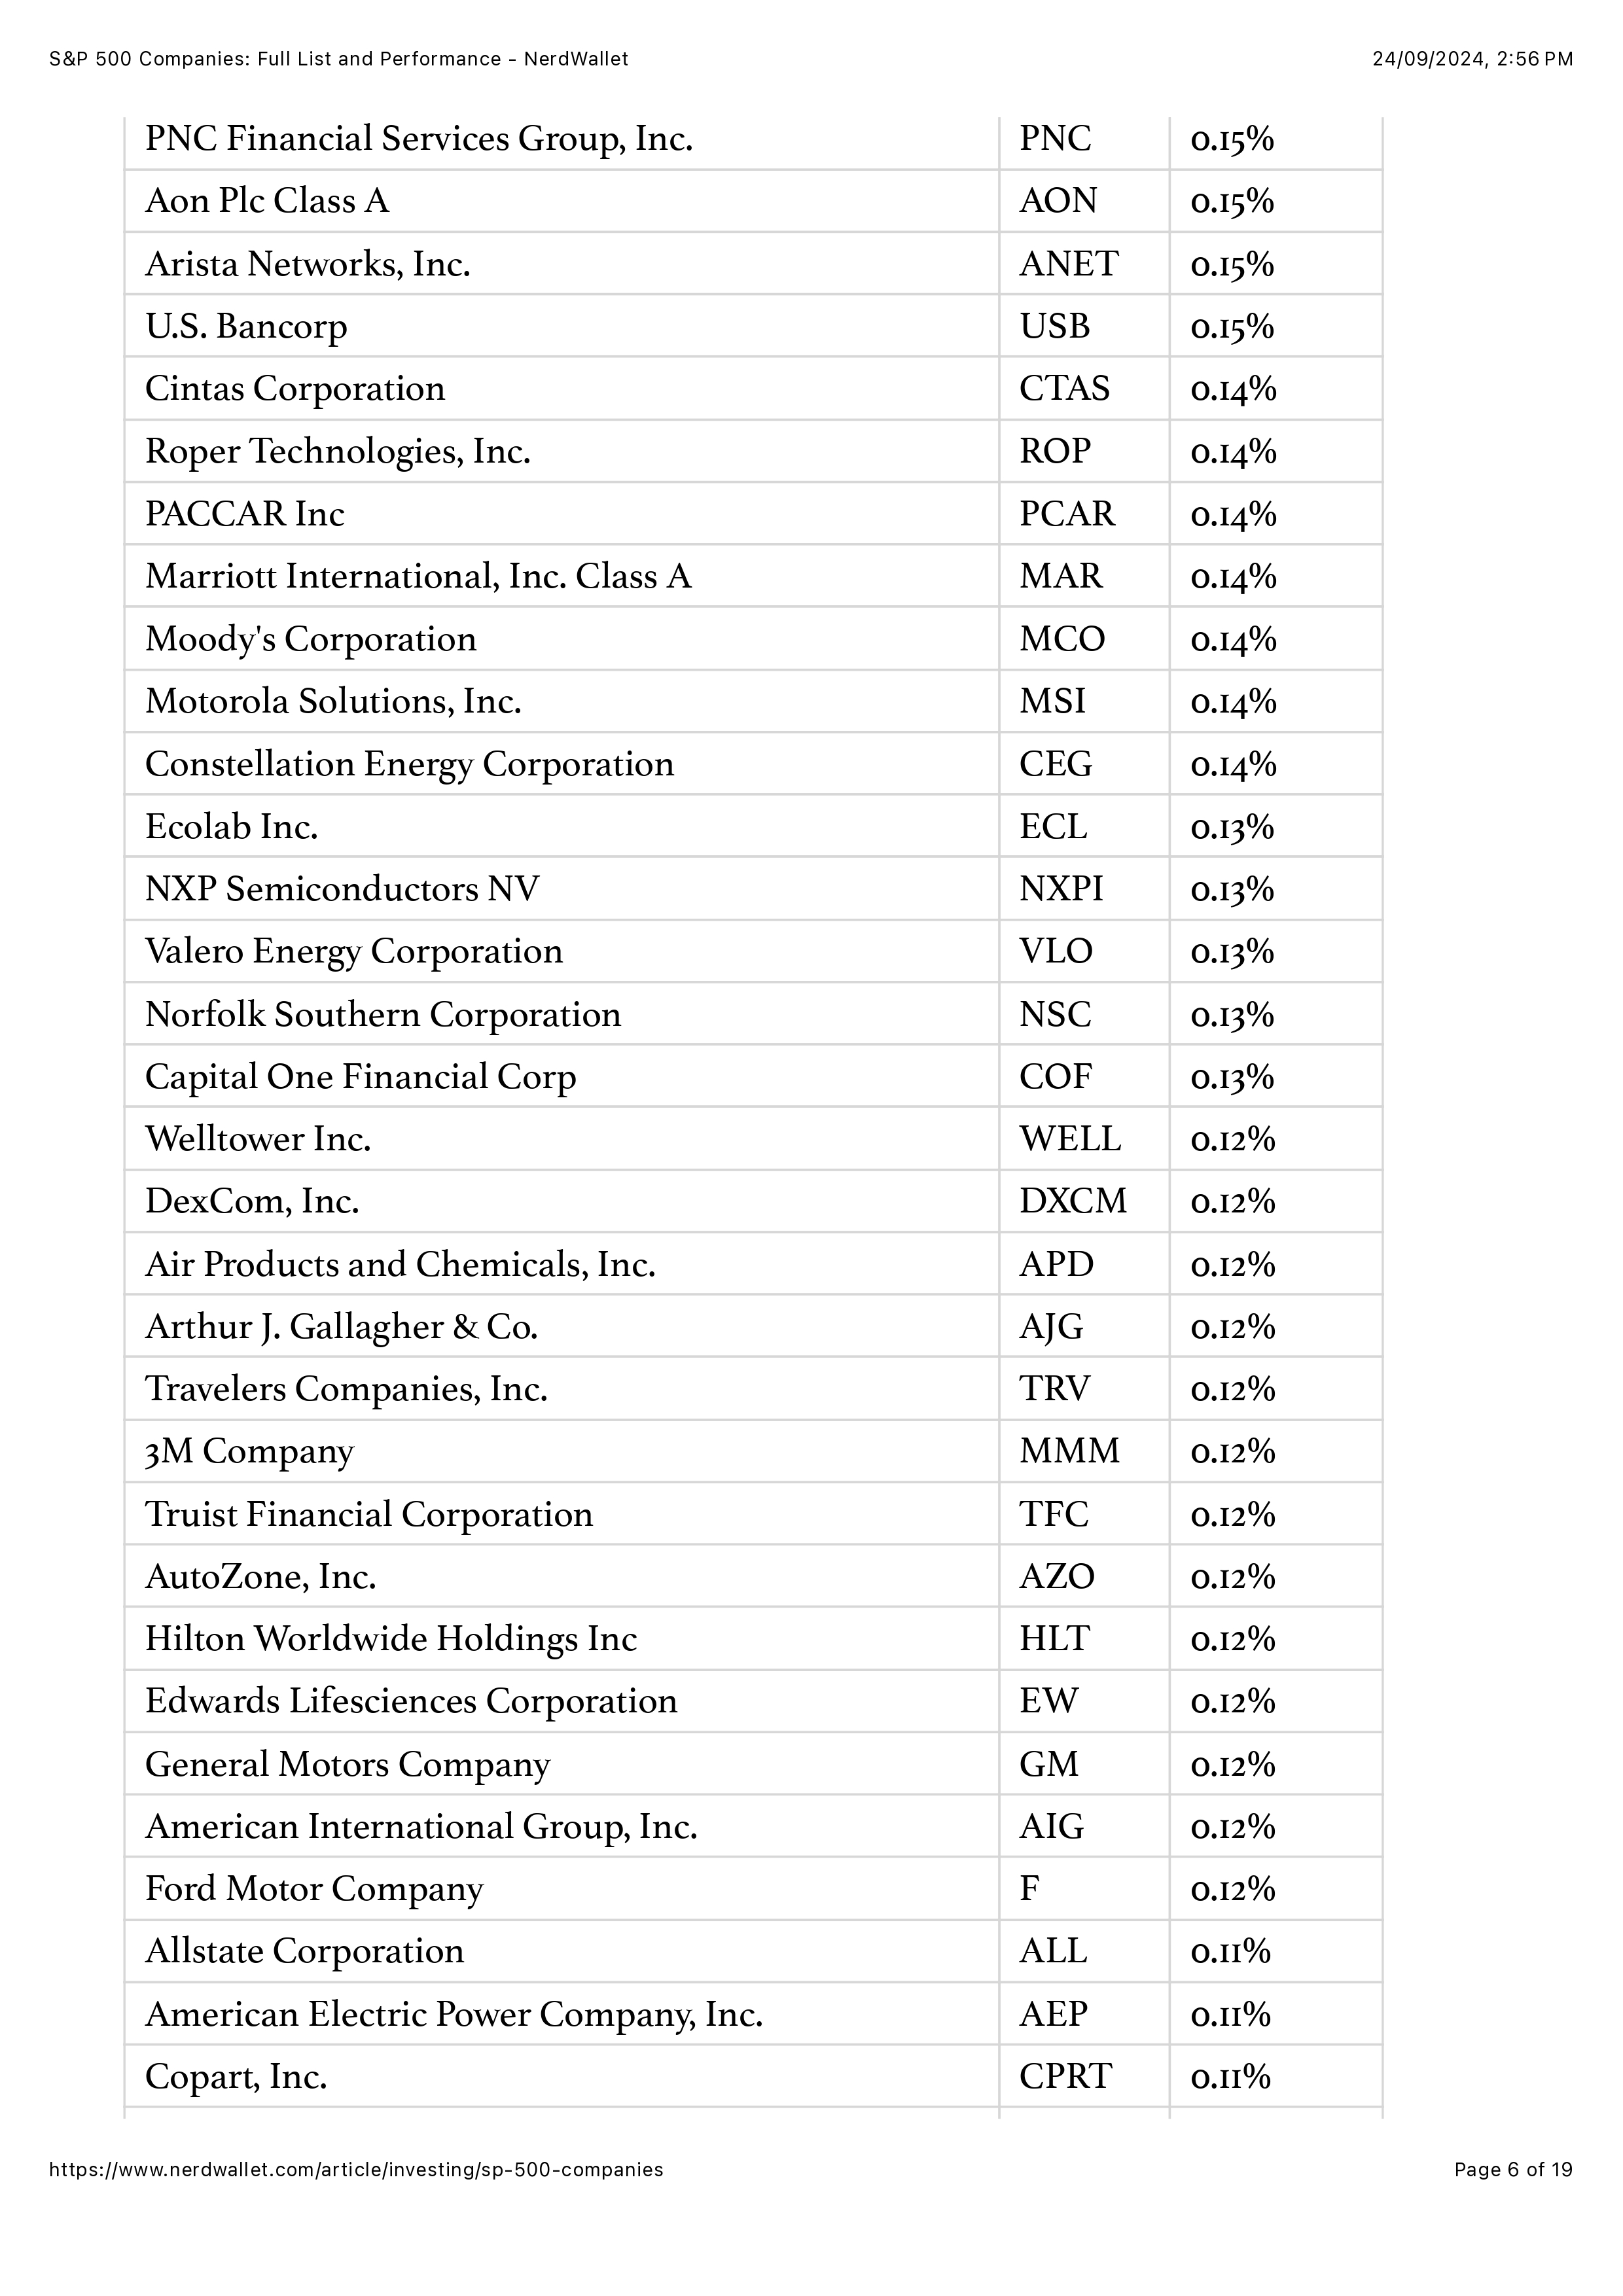 S&P 500 Companies: Full List and Performance - NerdWallet 24/09/2024, 2:56 PM
PNC Financial Services Group, Inc. PNC 0.15%
Aon Plc Class A AON 0.15%
Arista Networks, Inc. ANET 0.15%
U.S. Bancorp USB 0.15%
Cintas Corporation CTAS 0.14%
Roper Technologies, Inc. ROP 0.14%
PACCAR Inc PCAR 0.14%
Marriott International, Inc. Class A MAR 0.14%
Moody's Corporation MCO 0.14%
Motorola Solutions, Inc. MSI 0.14%
Constellation Energy Corporation CEG 0.14%
Ecolab Inc. ECL 0.13%
NXP Semiconductors NV NXPI 0.13%
Valero Energy Corporation VLO 0.13%
Norfolk Southern Corporation NSC 0.13%
Capital One Financial Corp COF 0.13%
Welltower Inc. WELL 0.12%
DexCom, Inc. DXCM 0.12%
Air Products and Chemicals, Inc. APD 0.12%
Arthur J. Gallagher & Co. AJG 0.12%
Travelers Companies, Inc. TRV 0.12%
3M Company MMM 0.12%
Truist Financial Corporation TFC 0.12%
AutoZone, Inc. AZO 0.12%
Hilton Worldwide Holdings Inc HLT 0.12%
Edwards Lifesciences Corporation EW 0.12%
General Motors Company GM 0.12%
American International Group, Inc. AIG 0.12%
Ford Motor Company F 0.12%
Allstate Corporation ALL 0.11%
American Electric Power Company, Inc. AEP 0.11%
Copart, Inc. CPRT 0.11%
https://www.nerdwallet.com/article/investing/sp-500-companies Page 6 of 19